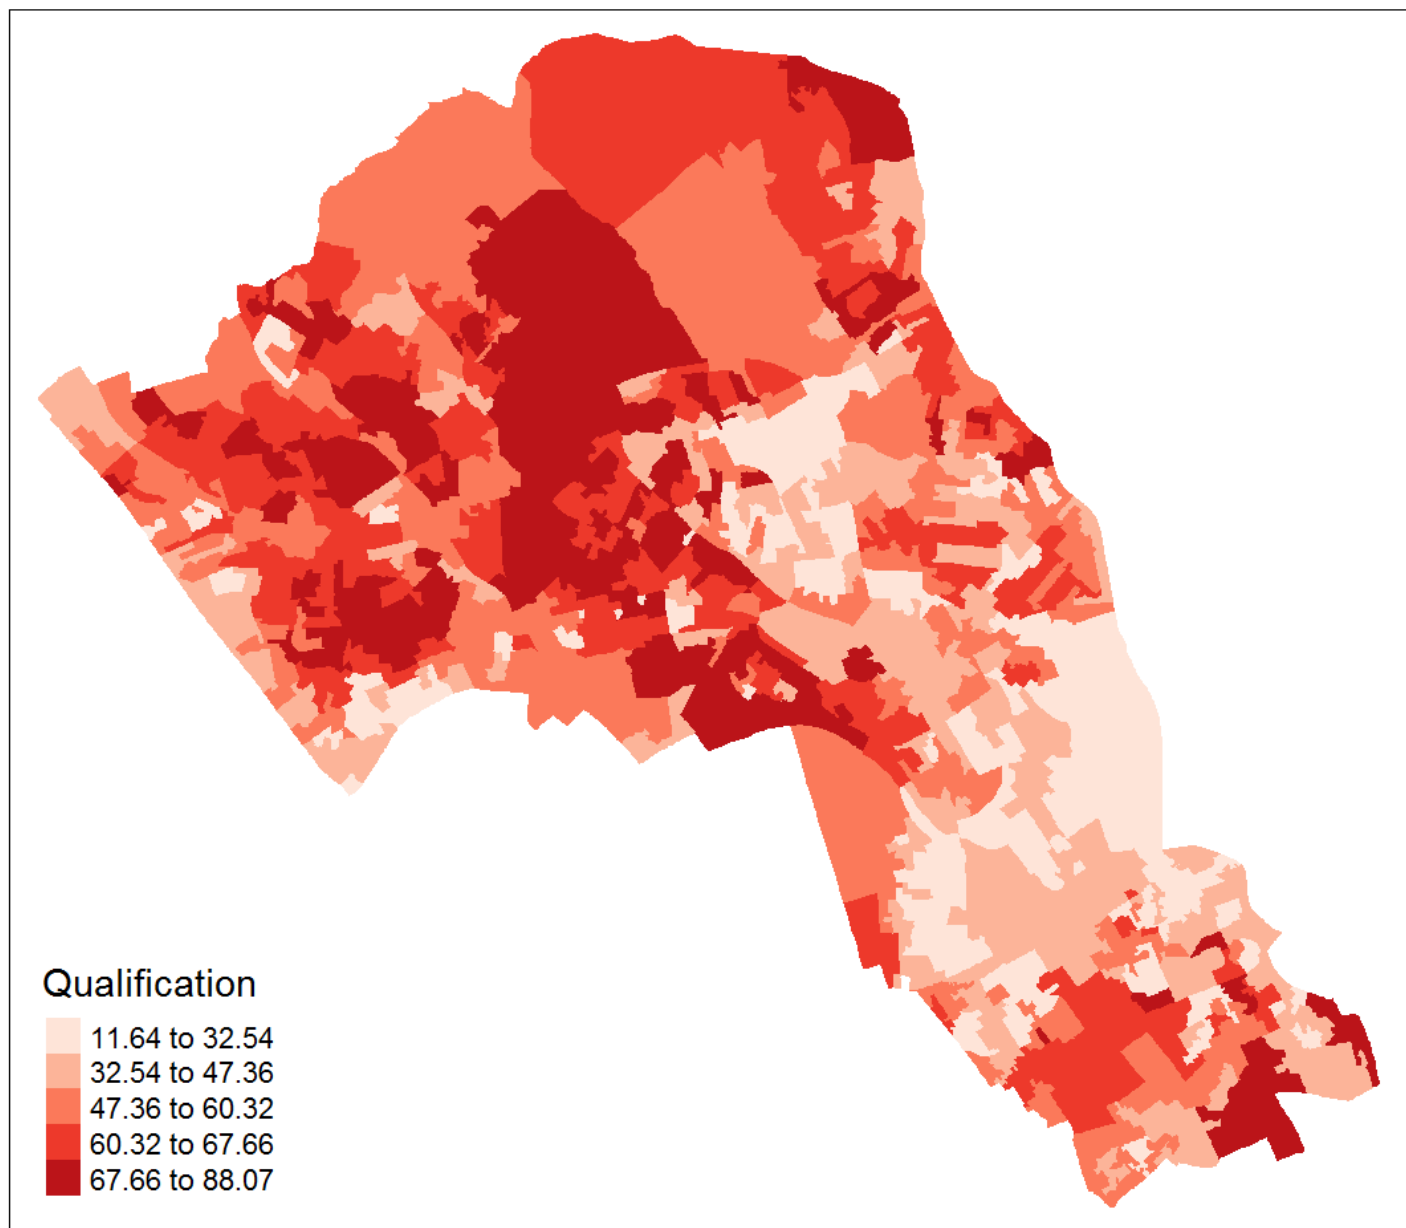 Qualification
11.64 to 32.54
32.54 to 47.36
47.36 to 60.32
60.32 to 67.66
67.66 to 88.07